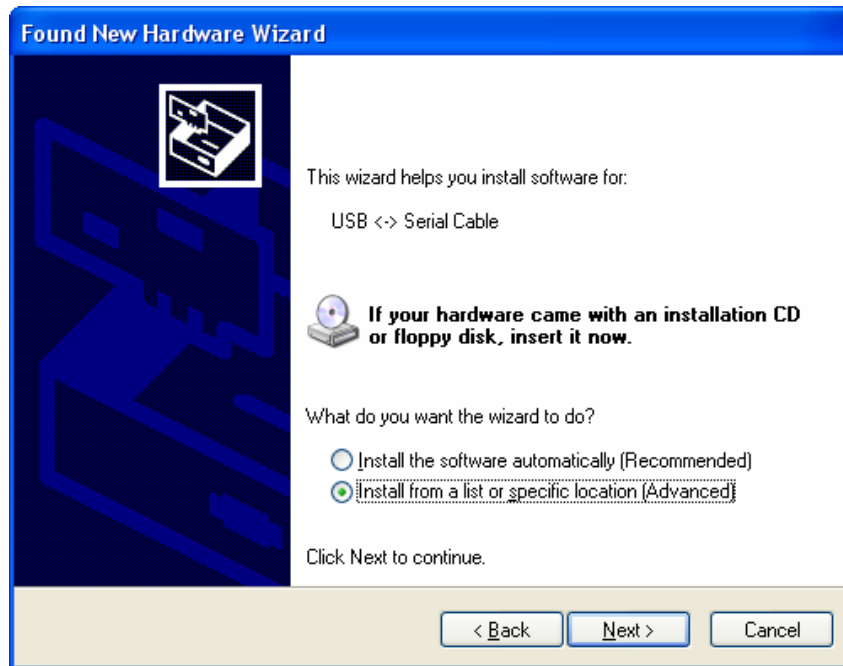 Found New Hardware Wizard
This wizard helps you install software for:
USB <-> Serial Cable
If your hardware came with an installation CD
or floppy disk, insert it now.
What do you want the wizard to do?
Install the software automatically (Recommended)
Install from a list or specific location (Advanced)
Click Next to continue.
< Back Next > Cancel